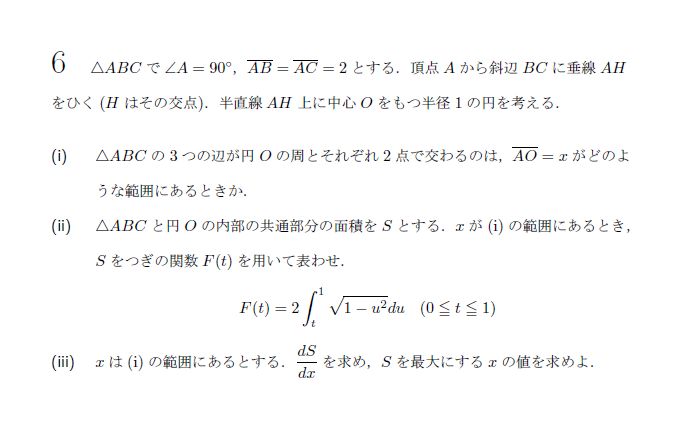 6 △ABC で ∠A = 90°, \overline{AB} = \overline{AC} = 2 とする. 頂点 A から斜辺 BC に垂線 AH
をひく (H はその交点). 半直線 AH 上に中心 O をもつ半径 1 の円を考える.
(i) △ABC の 3 つの辺が円 O の周とそれぞれ 2 点で交わるのは, \overline{AO} = x がどのよ
うな範囲にあるときか.
(ii) △ABC と円 O の内部の共通部分の面積を S とする. x が (i) の範囲にあるとき,
S をつぎの関数 F(t) を用いて表わせ.
F(t) = 2\int_{t}^{1} \sqrt{1 - u^2}du (0 ≦ t ≦ 1)
(iii) x は (i) の範囲にあるとする. \frac{dS}{dx} を求め, S を最大にする x の値を求めよ.